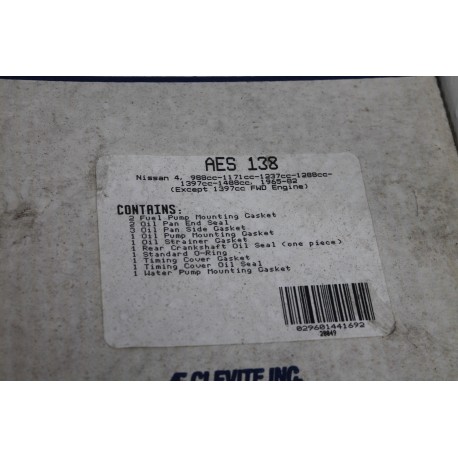 AES 138
Nissan 4, 988cc-1171cc-1237cc-1288cc-
1397cc-1488cc, 1965-82
(Except 1397cc FWD Engine)
CONTAINS:
2 Fuel Pump Mounting Gasket
2 Oil Pan End Seal
3 Oil Pan Side Gasket
1 Oil Pump Mounting Gasket
1 Oil Strainer Gasket
1 Rear Crankshaft Oil Seal (one piece)
1 Standard O-Ring
1 Timing Cover Gasket
1 Timing Cover Oil Seal
1 Water Pump Mounting Gasket
029601441692
20049
CLEVITE INC.